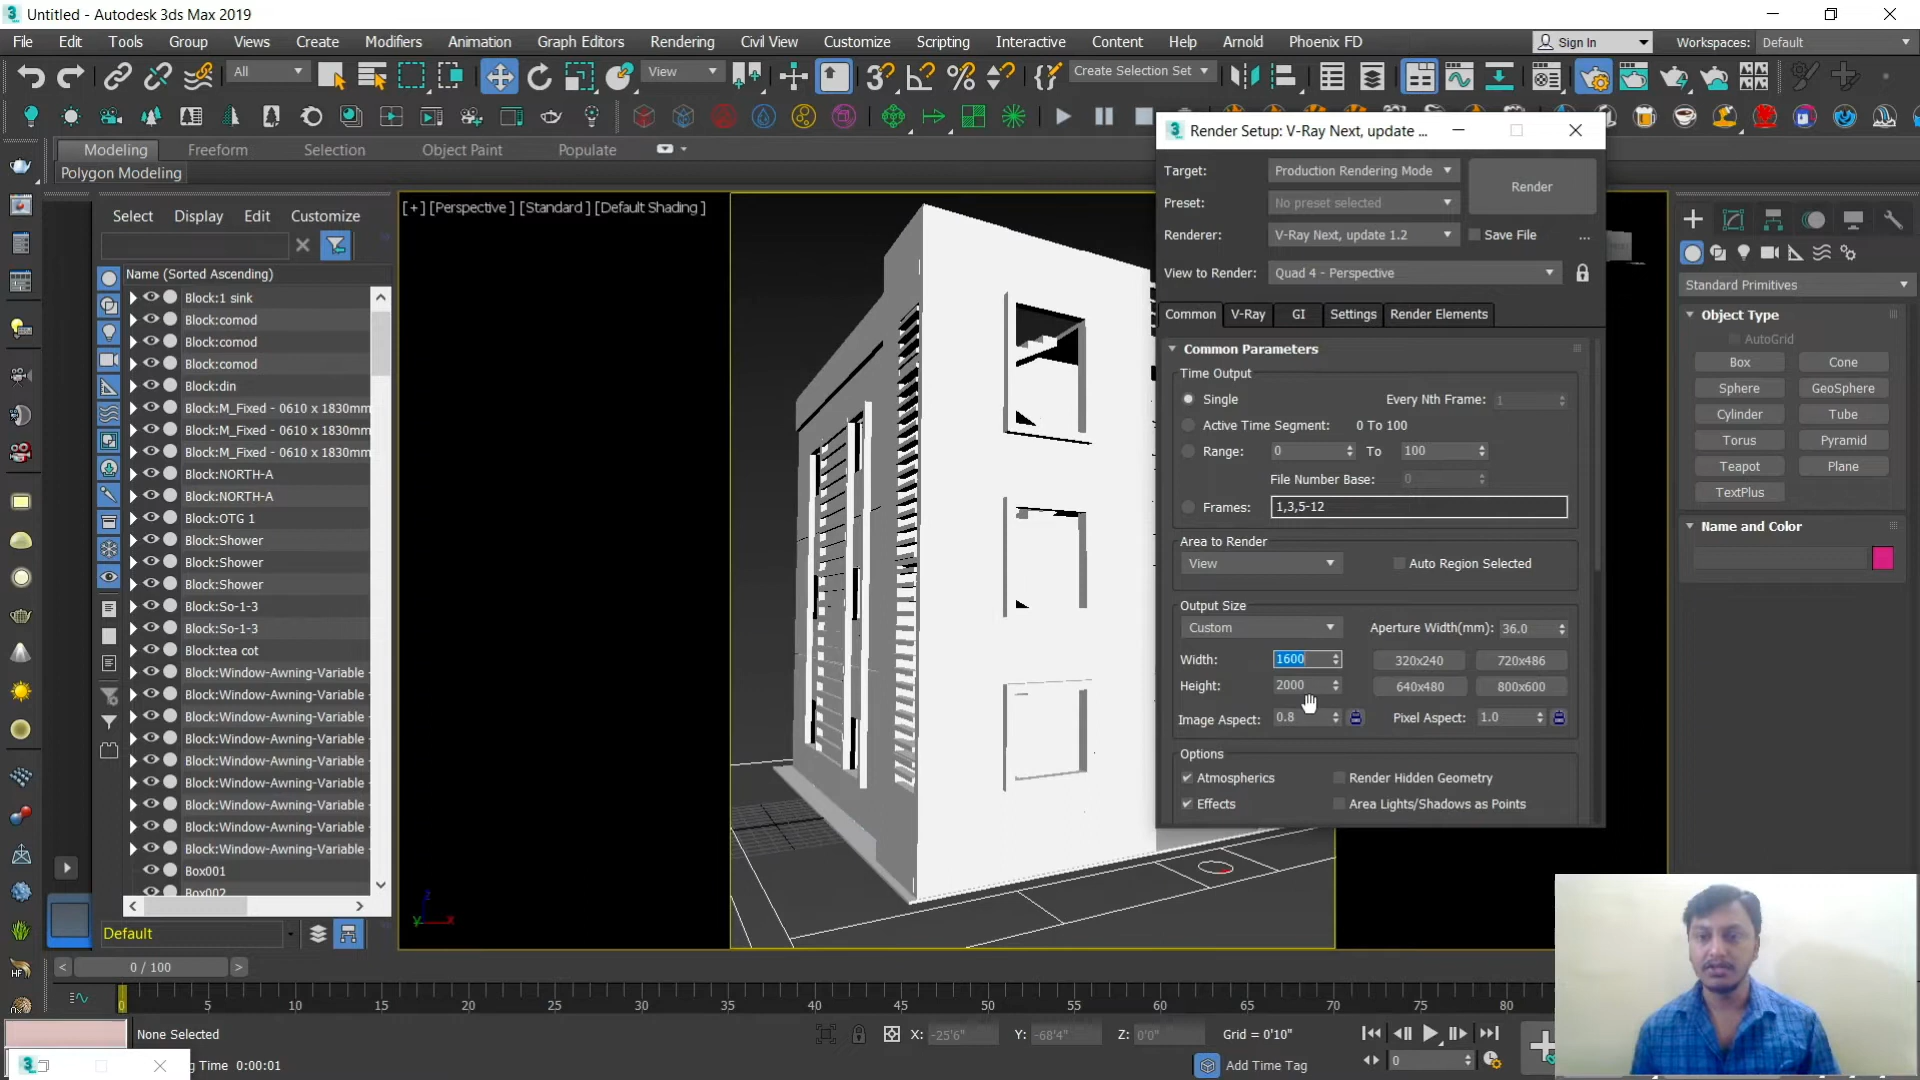 Untitled - Autodesk 3ds Max 2019
File Edit Tools Group Views Create Modifiers Animation Graph Editors Rendering Civil View Customize Scripting Interactive Content Help Arnold Phoenix FD Sign In Workspaces: Default
All View Create Selection Set
Modeling Freeform Selection Object Paint Populate
Polygon Modeling
Select Display Edit Customize
Name (Sorted Ascending)
Block:1 sink
Block:comod
Block:comod
Block:comod
Block:din
Block:M_Fixed - 0610 x 1830mm
Block:M_Fixed - 0610 x 1830mm
Block:M_Fixed - 0610 x 1830mm
Block:NORTH-A
Block:NORTH-A
Block:OTG 1
Block:Shower
Block:Shower
Block:Shower
Block:So-1-3
Block:So-1-3
Block:tea cot
Block:Window-Awning-Variable
Block:Window-Awning-Variable
Block:Window-Awning-Variable
Block:Window-Awning-Variable
Block:Window-Awning-Variable
Block:Window-Awning-Variable
Block:Window-Awning-Variable
Block:Window-Awning-Variable
Block:Window-Awning-Variable
Box001
Box002
Default
[+] [Perspective ] [Standard ] [Default Shading ]
Render Setup: V-Ray Next, update ...
Target: Production Rendering Mode
Render
Preset: No preset selected
Renderer: V-Ray Next, update 1.2 Save File ...
View to Render: Quad 4 - Perspective
Common V-Ray GI Settings Render Elements
Common Parameters
Time Output
Single Every Nth Frame: 1
Active Time Segment: 0 To 100
Range: 0 To 100
File Number Base: 0
Frames: 1,3,5-12
Area to Render
View Auto Region Selected
Output Size
Custom Aperture Width(mm): 36.0
Width: 1600 320x240 720x486
Height: 2000 640x480 800x600
Image Aspect: 0.8 Pixel Aspect: 1.0
Options
Atmospherics Render Hidden Geometry
Effects Area Lights/Shadows as Points
Standard Primitives
Object Type
AutoGrid
Box Cone
Sphere GeoSphere
Cylinder Tube
Torus Pyramid
Teapot Plane
TextPlus
Name and Color
< 0 / 100 >
0 5 10 15 20 25 30 35 40 45 50 55 60 65 70 75 80
None Selected X: -25'6" Y: -68'4" Z: 0'0" Grid = 0'10"
Time 0:00:01 Add Time Tag 0